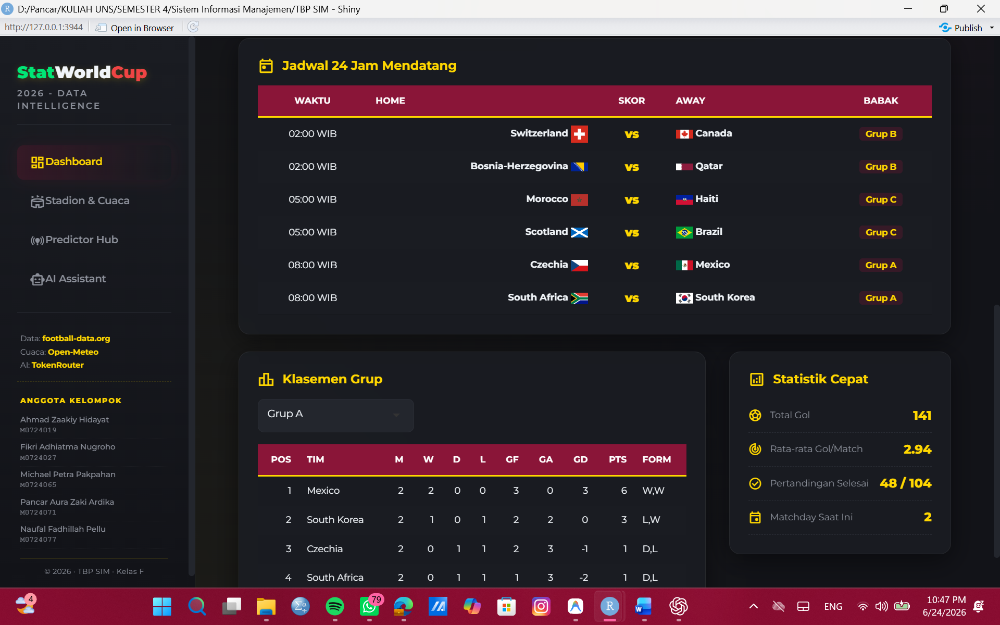 D:/Pancar/KULIAH UNS/SEMESTER 4/Sistem Informasi Manajemen/TBP SIM - Shiny
http://127.0.0.1:3944
Open in Browser
Publish
StatWorldCup
2026 - DATA
INTELLIGENCE
Dashboard
Stadion & Cuaca
Predictor Hub
AI Assistant
Data: football-data.org
Cuaca: Open-Meteo
AI: TokenRouter
ANGGOTA KELOMPOK
Ahmad Zaakiy Hidayat
M0724019
Fikri Adhiatma Nugroho
M0724027
Michael Petra Pakpahan
M0724065
Pancar Aura Zaki Ardika
M0724071
Naufal Fadhillah Pellu
M0724077
© 2026 · TBP SIM · Kelas F
Jadwal 24 Jam Mendatang
WAKTU HOME SKOR AWAY BABAK
02:00 WIB Switzerland vs Canada Grup B
02:00 WIB Bosnia-Herzegovina vs Qatar Grup B
05:00 WIB Morocco vs Haiti Grup C
05:00 WIB Scotland vs Brazil Grup C
08:00 WIB Czechia vs Mexico Grup A
08:00 WIB South Africa vs South Korea Grup A
Klasemen Grup
Grup A
POS TIM M W D L GF GA GD PTS FORM
1 Mexico 2 2 0 0 3 0 3 6 W,W
2 South Korea 2 1 0 1 2 2 0 3 L,W
3 Czechia 2 0 1 1 2 3 -1 1 D,L
4 South Africa 2 0 1 1 1 3 -2 1 D,L
Statistik Cepat
Total Gol 141
Rata-rata Gol/Match 2.94
Pertandingan Selesai 48 / 104
Matchday Saat Ini 2
4
79
ENG
10:47 PM
6/24/2026